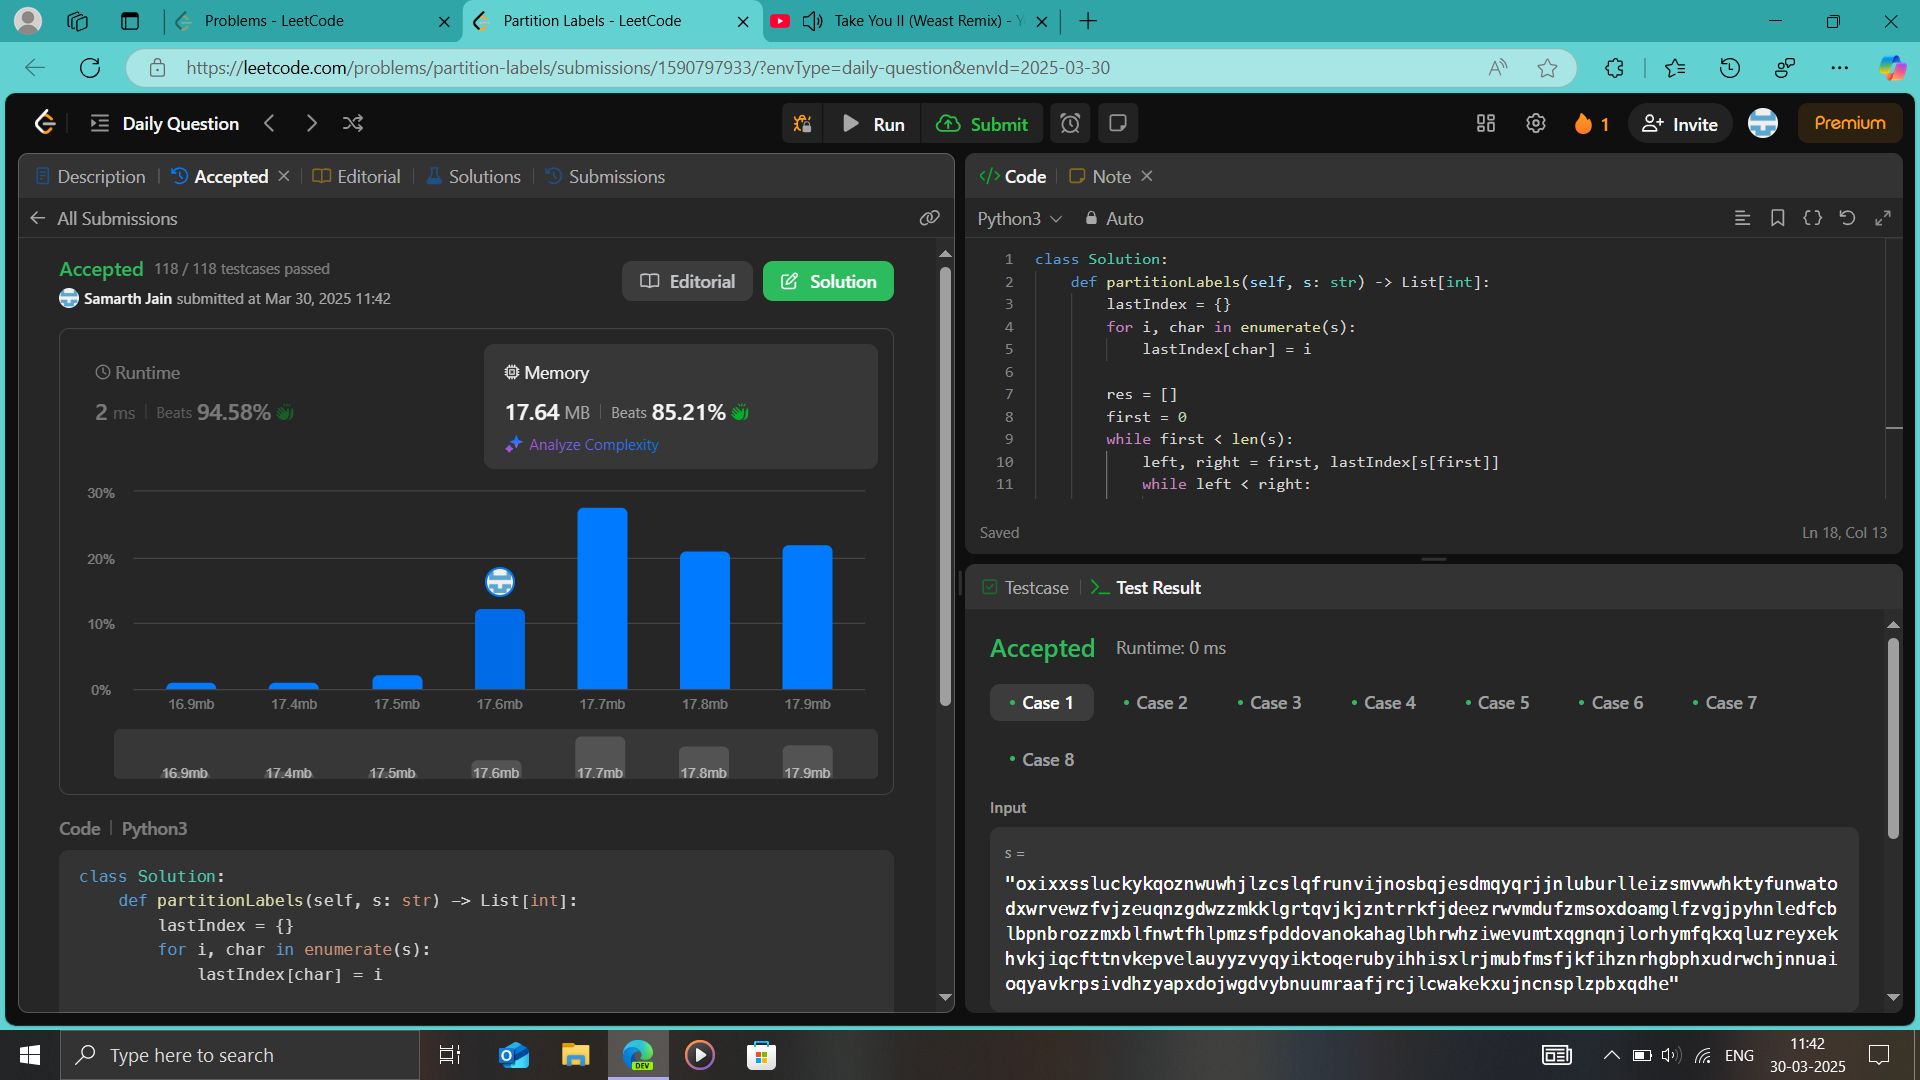 Problems - LeetCode
Partition Labels - LeetCode
Take You II (Weast Remix) - Y
https://leetcode.com/problems/partition-labels/submissions/1590797933/?envType=daily-question&envId=2025-03-30
Daily Question
Run
Submit
1
Invite
Premium
Description
Accepted
Editorial
Solutions
Submissions
All Submissions
Accepted 118 / 118 testcases passed
Samarth Jain submitted at Mar 30, 2025 11:42
Editorial
Solution
Runtime
2 ms Beats 94.58%
Memory
17.64 MB Beats 85.21%
Analyze Complexity
30%
20%
10%
0%
16.9mb 17.4mb 17.5mb 17.6mb 17.7mb 17.8mb 17.9mb
16.9mb 17.4mb 17.5mb 17.6mb 17.7mb 17.8mb 17.9mb
Code | Python3
class Solution:
def partitionLabels(self, s: str) -> List[int]:
lastIndex = {}
for i, char in enumerate(s):
lastIndex[char] = i
</> Code
Note
Python3
Auto
1 class Solution:
2 def partitionLabels(self, s: str) -> List[int]:
3 lastIndex = {}
4 for i, char in enumerate(s):
5 lastIndex[char] = i
6
7 res = []
8 first = 0
9 while first < len(s):
10 left, right = first, lastIndex[s[first]]
11 while left < right:
Saved
Ln 18, Col 13
Testcase
Test Result
Accepted Runtime: 0 ms
Case 1
Case 2
Case 3
Case 4
Case 5
Case 6
Case 7
Case 8
Input
s =
"oxixxssluckykqoznwuwhjlzcslqfrunvijnosbqjesdmqyqrjjnluburlleizsmvwwhktyfunwato
dxwrvewzfvjzeuqnzgdwzzmkklgrtqvjkjzntrrkfjdeezrwvmdufzmsoxdoamglfzvgjpyhnledfcb
lbpnbrozzmxblfnwtfhlpmzsfpddovanokahaglbhrwhziwevumtxqgnqnjlorhymfqkxqluzreyxek
hvkjiqcfttnvkepvelauyyzvyqyiktoqerubyihhisxlrjmubfmsfjkfihznrhgbphxudrwchjnnuai
oqyavkrpsivdhzyapxdojwgdvybnuumraafjrcjlcwakekxujncnsplzpbxqdhe"
Type here to search
DEV
ENG
11:42
30-03-2025